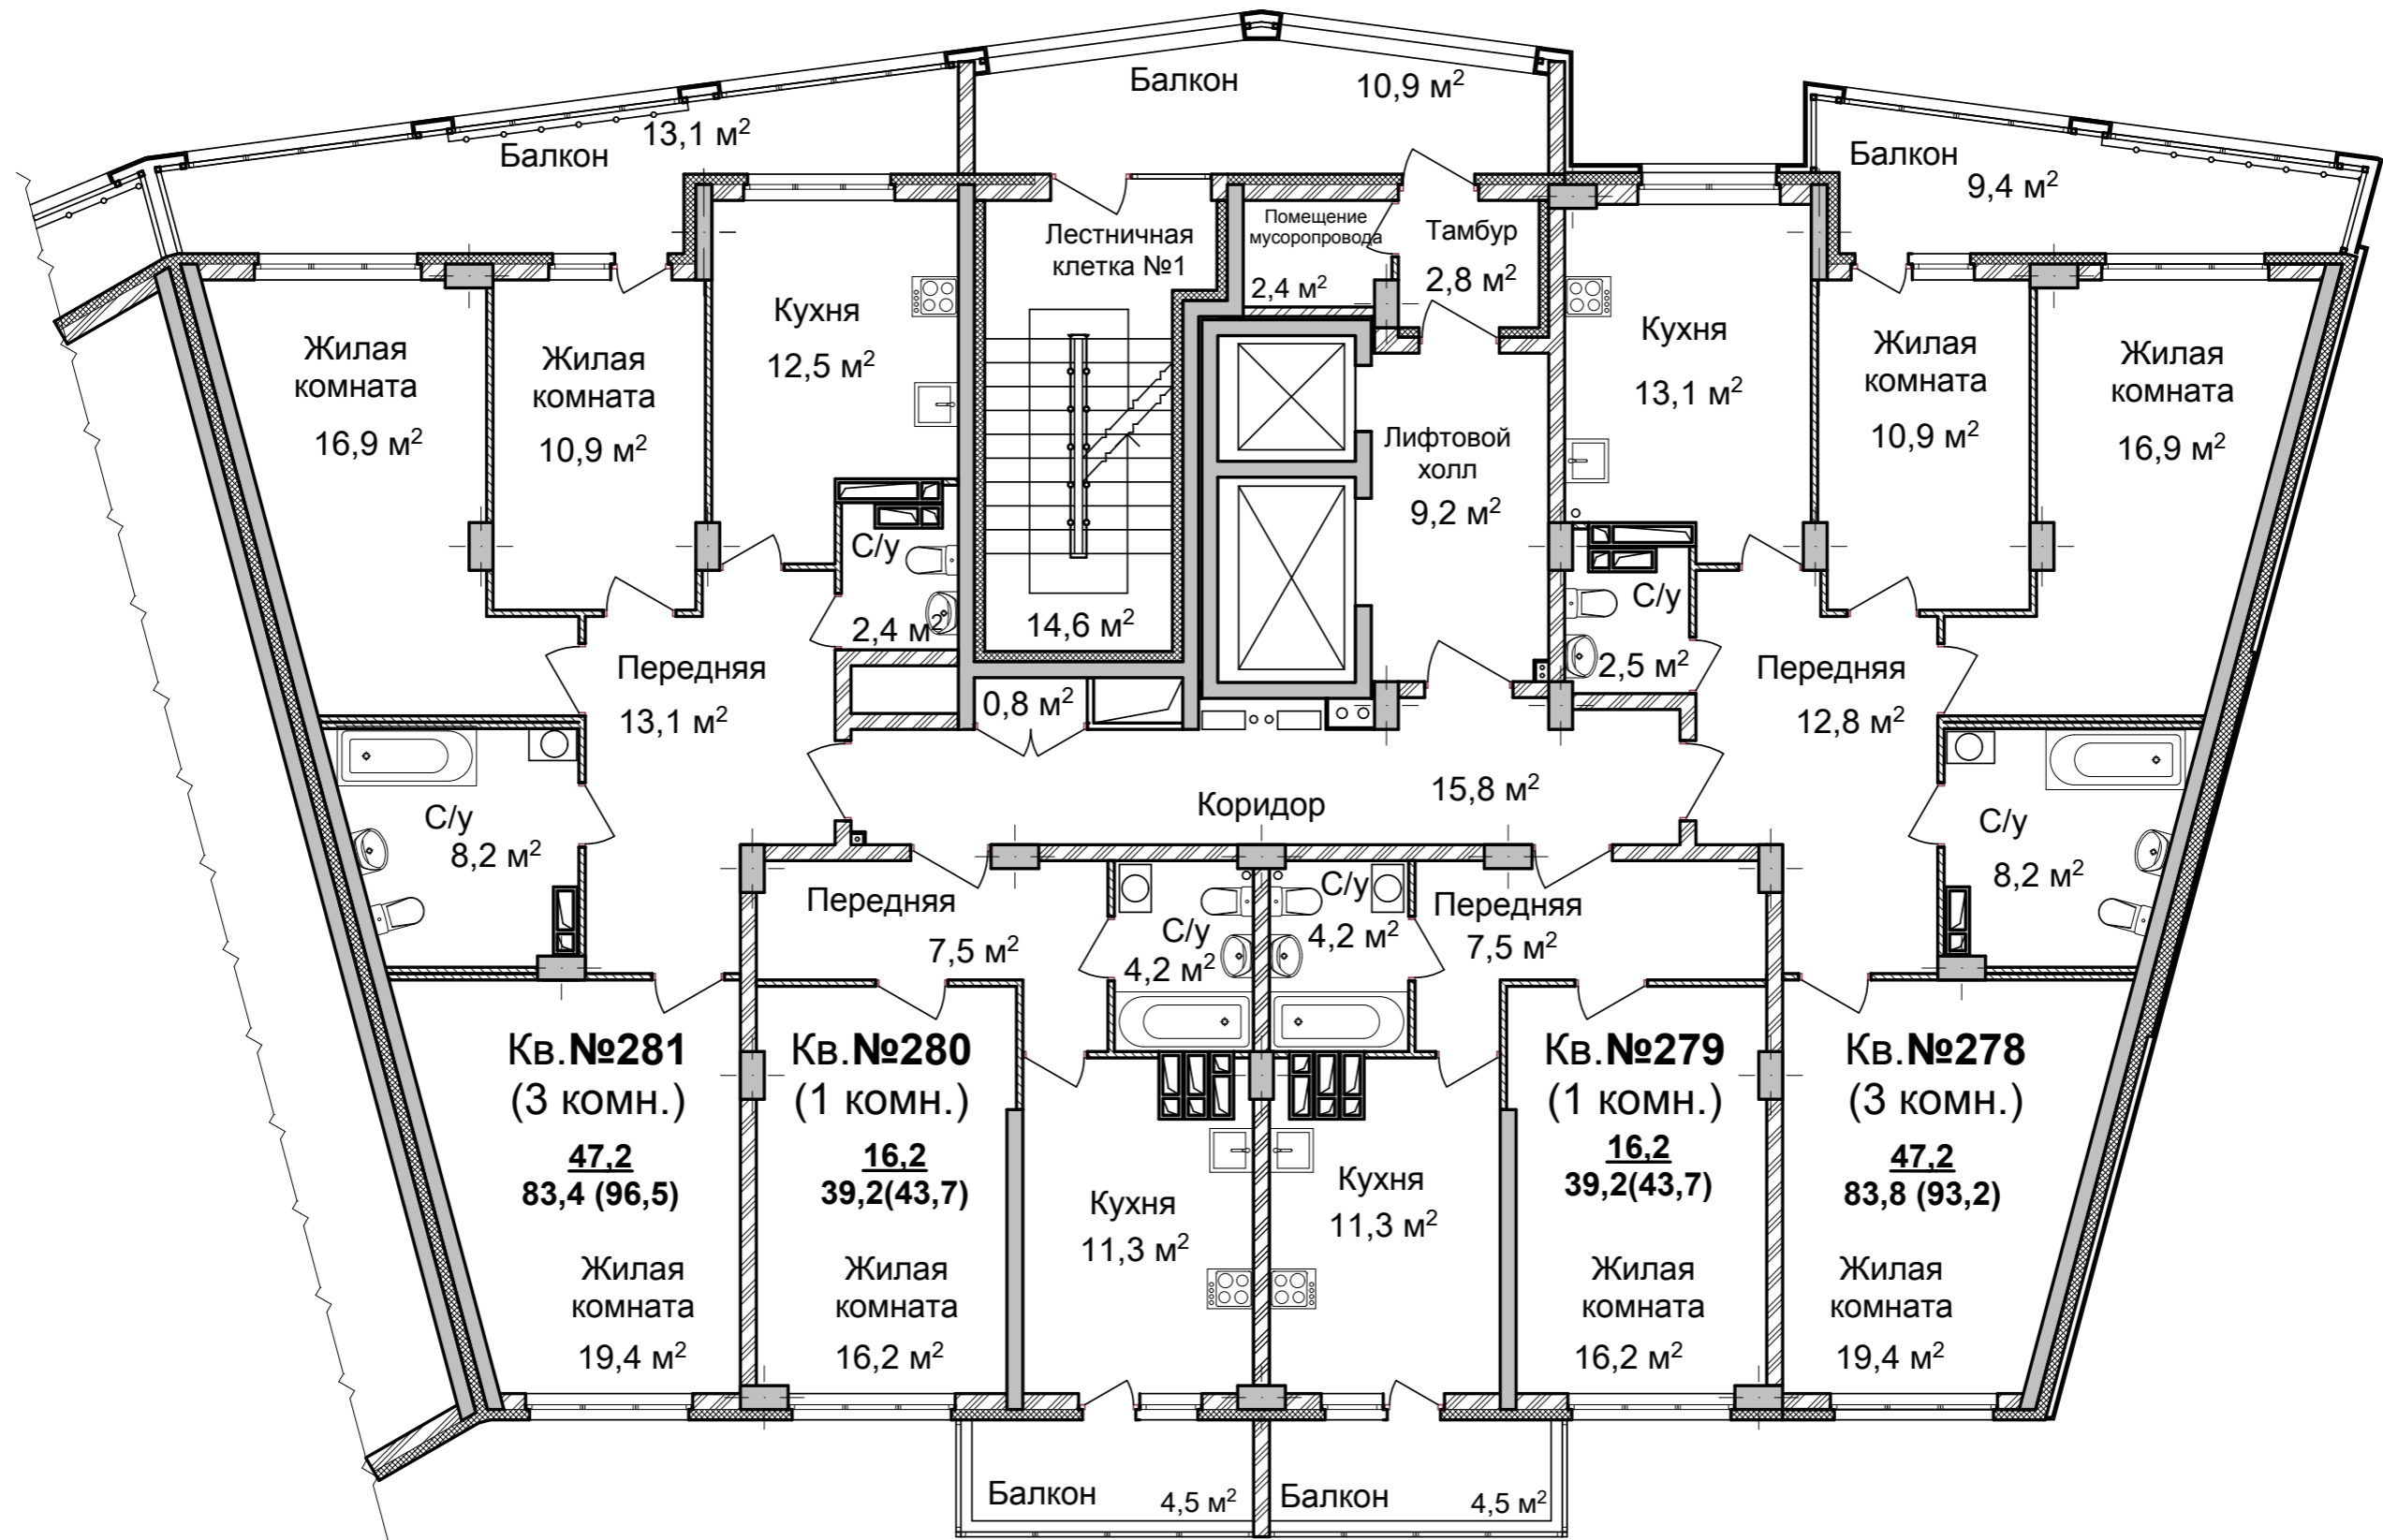 Балкон
10,9 м²
13,1 м²
Балкон
Балкон
9,4 м²
Помещение
мусоропровода
2,4 м²
Тамбур
2,8 м²
Лестничная
клетка №1
14,6 м²
Жилая
комната
16,9 м²
Жилая
комната
10,9 м²
Кухня
12,5 м²
Лифтовой
холл
9,2 м²
Кухня
13,1 м²
Жилая
комната
10,9 м²
Жилая
комната
16,9 м²
С/у
2,4 м²
С/у
2,5 м²
Передняя
13,1 м²
0,8 м²
Передняя
12,8 м²
Коридор
15,8 м²
С/у
8,2 м²
С/у
8,2 м²
Передняя
7,5 м²
С/у
4,2 м²
С/у
4,2 м²
Передняя
7,5 м²
Кв.№281
(3 комн.)
47,2
83,4 (96,5)
Жилая
комната
19,4 м²
Кв.№280
(1 комн.)
16,2
39,2(43,7)
Жилая
комната
16,2 м²
Кухня
11,3 м²
Кухня
11,3 м²
Кв.№279
(1 комн.)
16,2
39,2(43,7)
Жилая
комната
16,2 м²
Кв.№278
(3 комн.)
47,2
83,8 (93,2)
Жилая
комната
19,4 м²
Балкон
4,5 м²
Балкон
4,5 м²